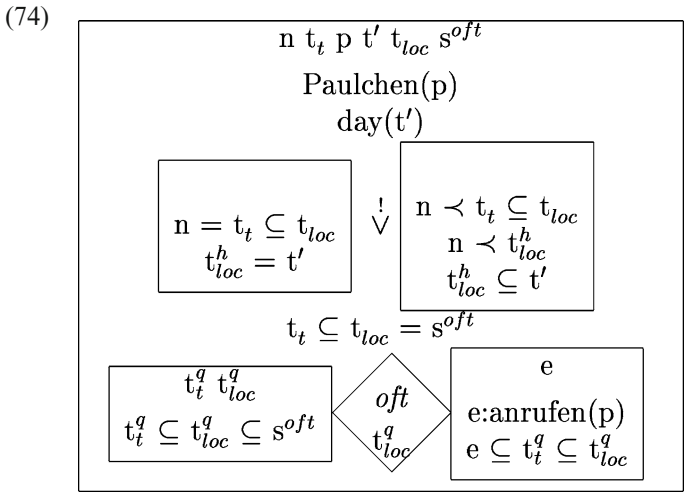 (74)
n t_t p t′ t_loc s^oft
Paulchen(p)
day(t′)
n = t_t ⊆ t_loc
t^h_loc = t′
!
∨
n ≺ t_t ⊆ t_loc
n ≺ t^h_loc
t^h_loc ⊆ t′
t_t ⊆ t_loc = s^oft
t^q_t t^q_loc
t^q_t ⊆ t^q_loc ⊆ s^oft
oft
t^q_loc
e
e:anrufen(p)
e ⊆ t^q_t ⊆ t^q_loc